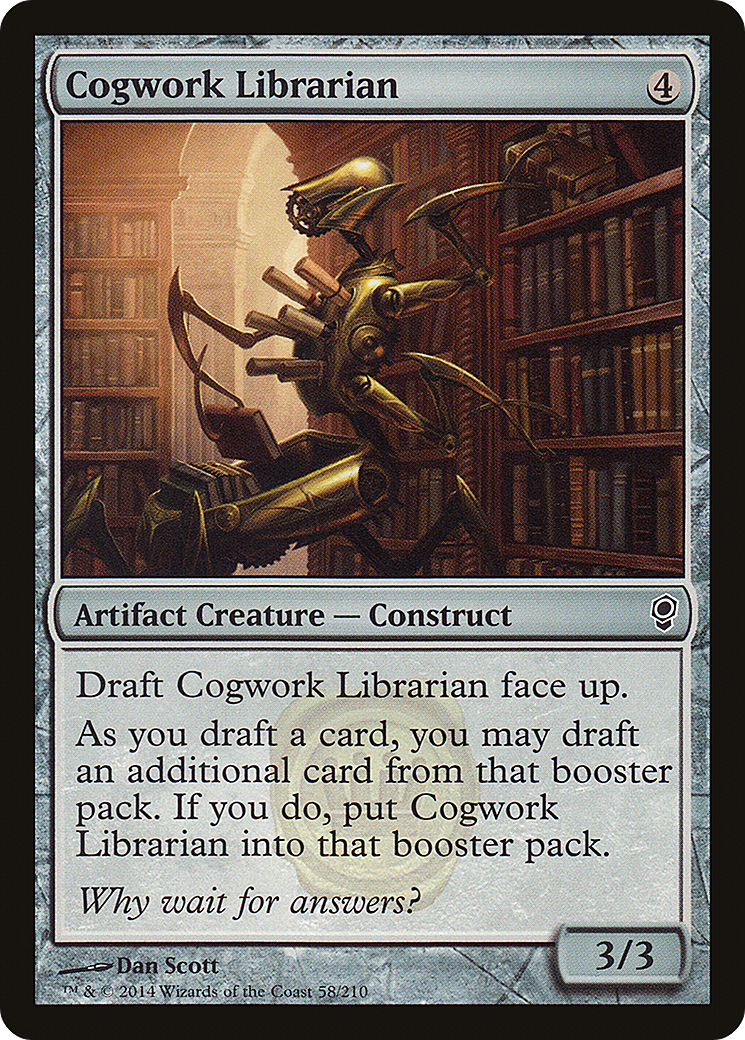 Cogwork Librarian 4
Artifact Creature — Construct
Draft Cogwork Librarian face up.
As you draft a card, you may draft
an additional card from that booster
pack. If you do, put Cogwork
Librarian into that booster pack.
Why wait for answers?
3/3
Dan Scott
™ & © 2014 Wizards of the Coast 58/210